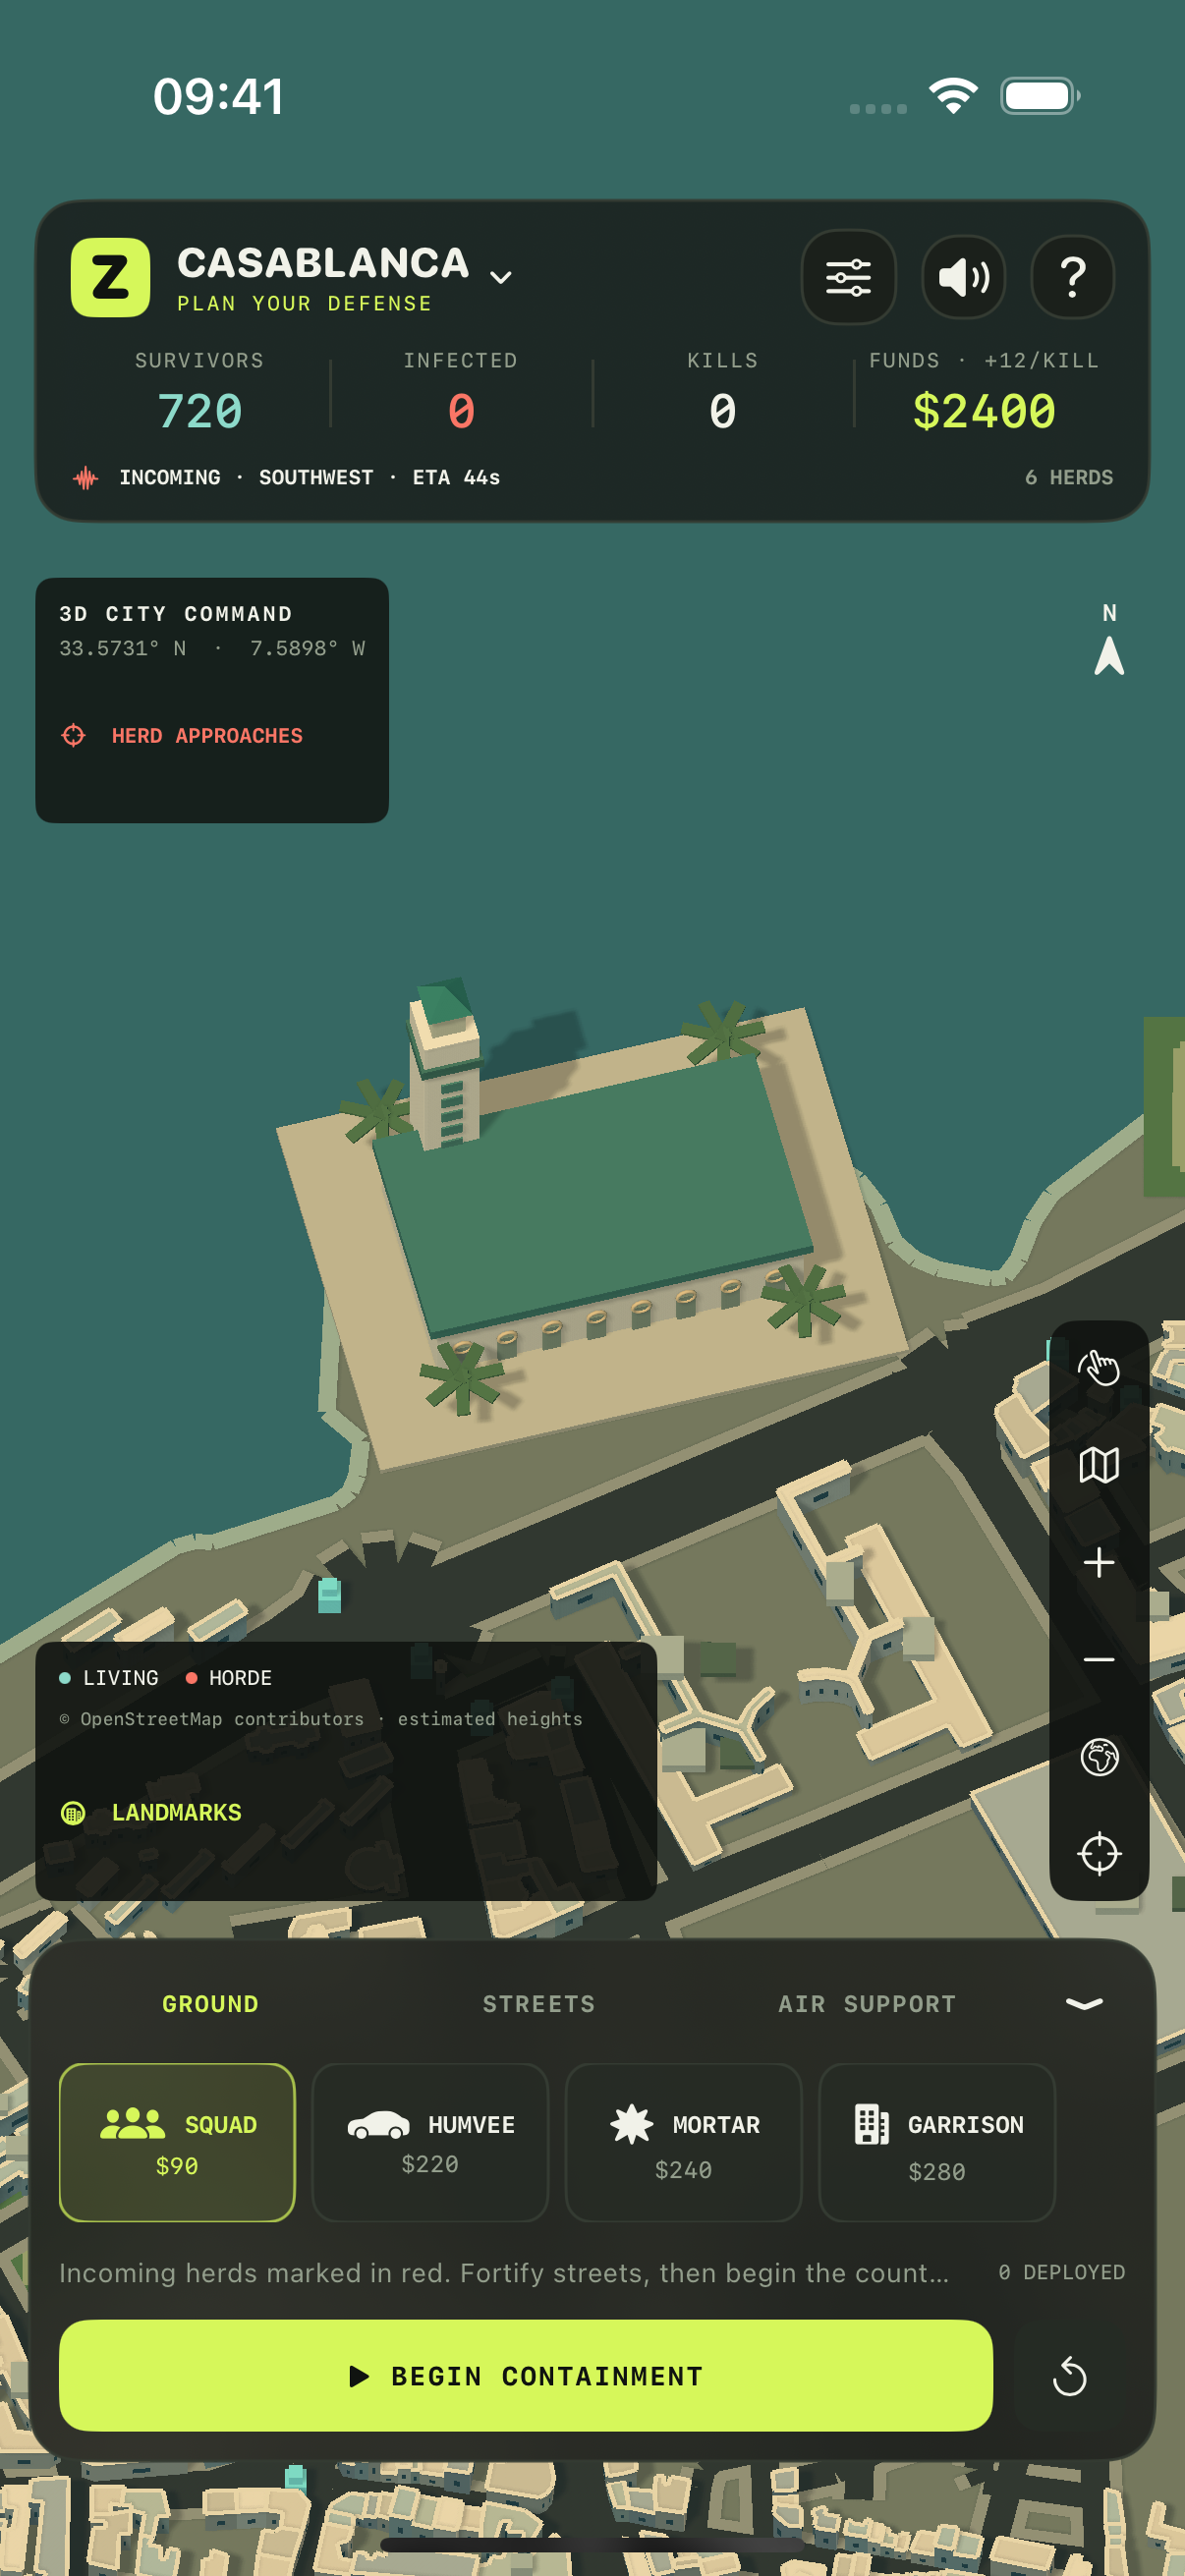 09:41
Z
CASABLANCA
PLAN YOUR DEFENSE
?
SURVIVORS INFECTED KILLS FUNDS · +12/KILL
720 0 0 $2400
INCOMING · SOUTHWEST · ETA 44s 6 HERDS
3D CITY COMMAND
33.5731° N · 7.5898° W
HERD APPROACHES
N
LIVING HORDE
© OpenStreetMap contributors · estimated heights
LANDMARKS
GROUND STREETS AIR SUPPORT
SQUAD HUMVEE MORTAR GARRISON
$90 $220 $240 $280
Incoming herds marked in red. Fortify streets, then begin the count… 0 DEPLOYED
BEGIN CONTAINMENT